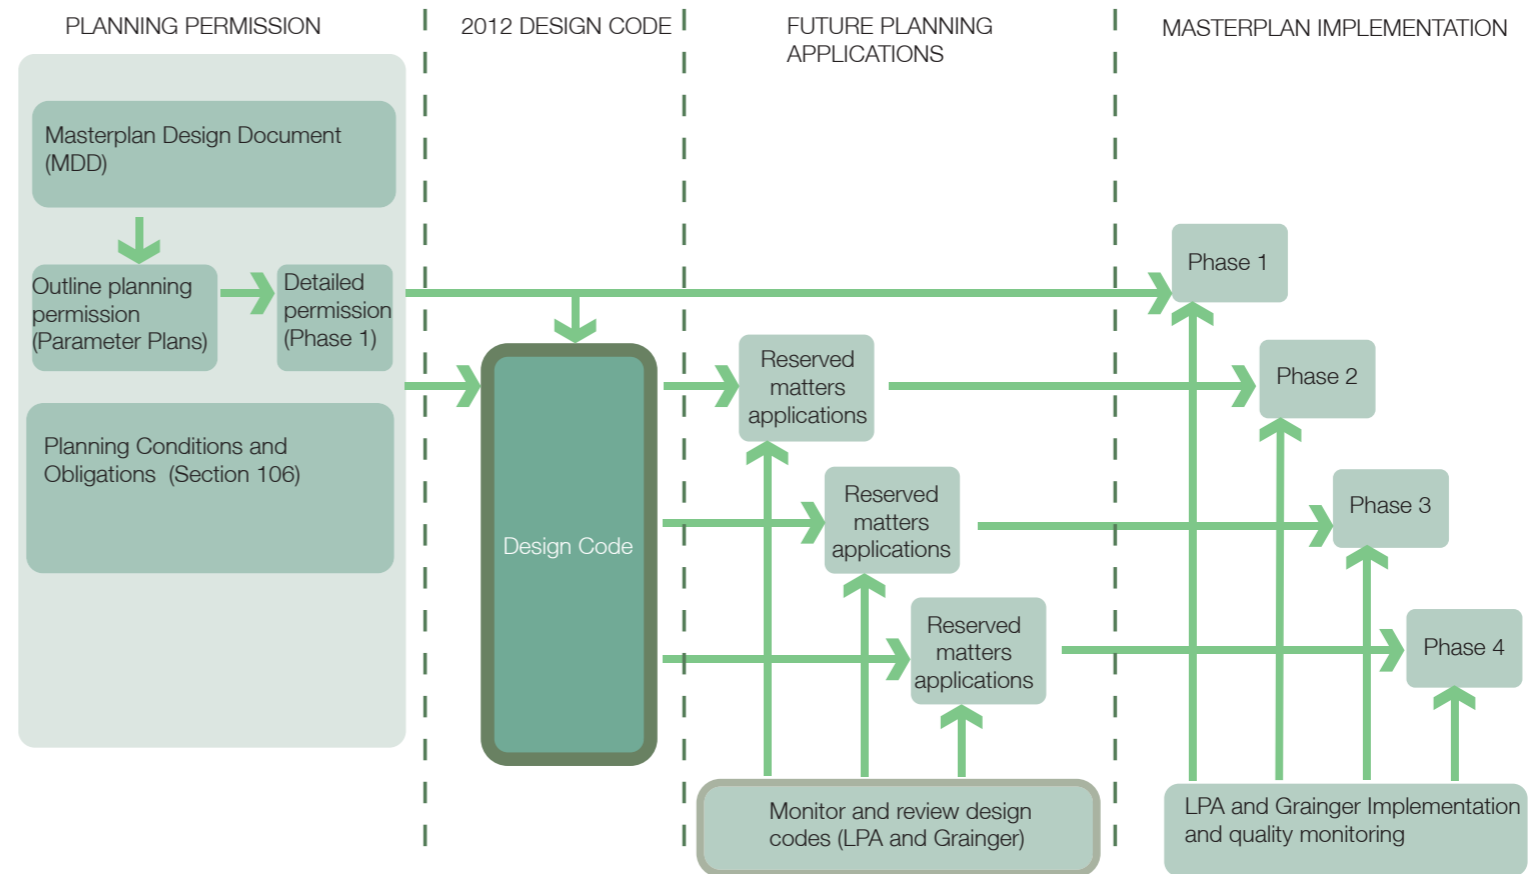 PLANNING PERMISSION
2012 DESIGN CODE
FUTURE PLANNING
APPLICATIONS
MASTERPLAN IMPLEMENTATION
Masterplan Design Document
(MDD)
Outline planning
permission
(Parameter Plans)
Detailed
permission
(Phase 1)
Planning Conditions and
Obligations (Section 106)
Design Code
Reserved
matters
applications
Reserved
matters
applications
Reserved
matters
applications
Monitor and review design
codes (LPA and Grainger)
Phase 1
Phase 2
Phase 3
Phase 4
LPA and Grainger Implementation
and quality monitoring